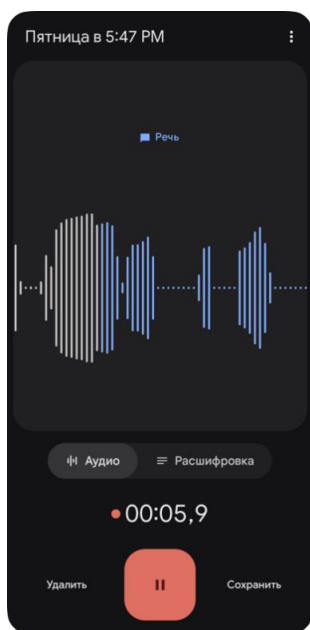 Пятница в 5:47 PM
Речь
Аудио
Расшифровка
00:05,9
Удалить
Сохранить